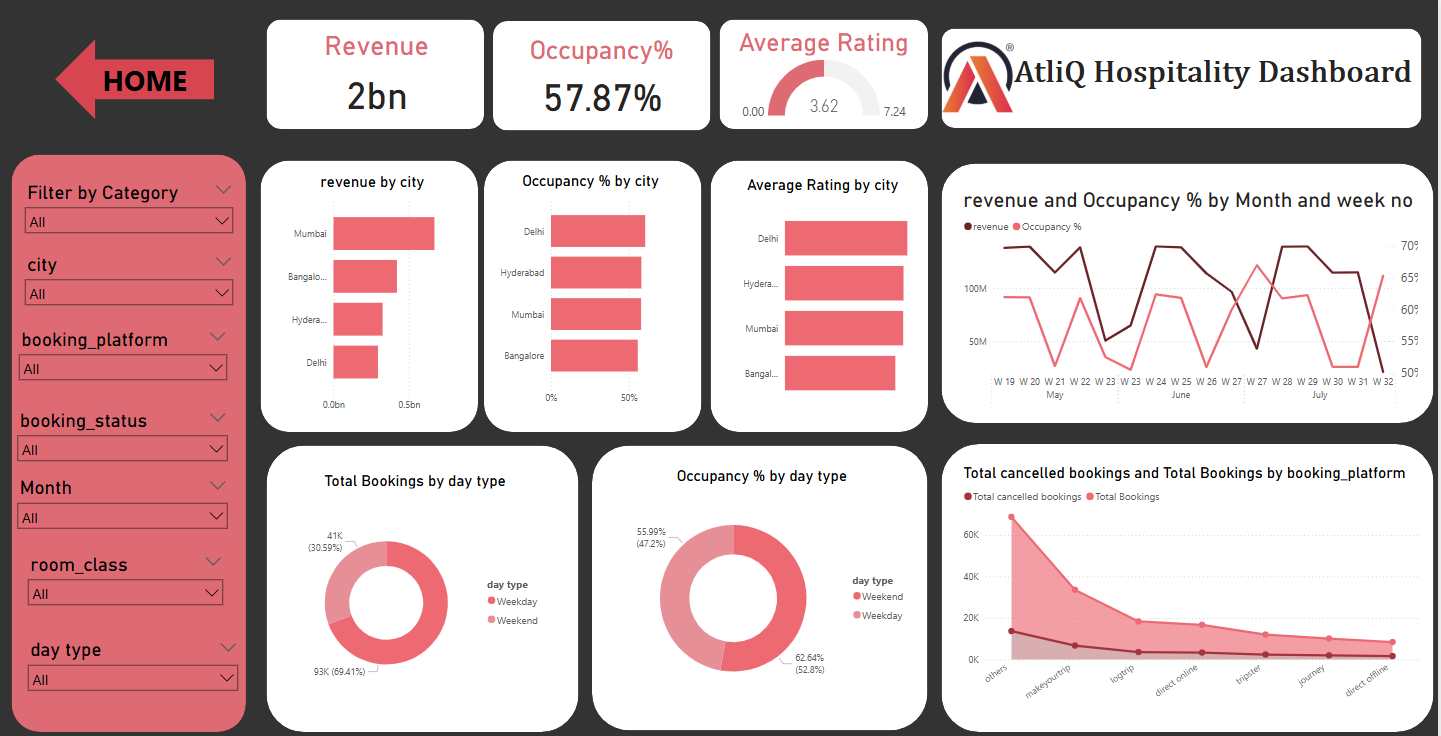 HOME
Revenue
2bn
Occupancy%
57.87%
Average Rating
0.00
3.62
7.24
®
AtliQ Hospitality Dashboard
Filter by Category
All
city
All
booking_platform
All
booking_status
All
Month
All
room_class
All
day type
All
revenue by city
Mumbai
Bangalo...
Hydera...
Delhi
0.0bn 0.5bn
Occupancy % by city
Delhi
Hyderabad
Mumbai
Bangalore
0% 50%
Average Rating by city
Delhi
Hydera...
Mumbai
Bangal...
revenue and Occupancy % by Month and week no
revenue Occupancy %
100M
50M
70%
65%
60%
55%
50%
W 19 W 20 W 21 W 22 W 23 W 23 W 24 W 25 W 26 W 27 W 27 W 28 W 29 W 30 W 31 W 32
May June July
Total Bookings by day type
41K
(30.59%)
93K (69.41%)
day type
Weekday
Weekend
Occupancy % by day type
55.99%
(47.2%)
62.64%
(52.8%)
day type
Weekend
Weekday
Total cancelled bookings and Total Bookings by booking_platform
Total cancelled bookings Total Bookings
60K
40K
20K
0K
others
makeyourtrip
logtrip
direct online
tripster
journey
direct offline